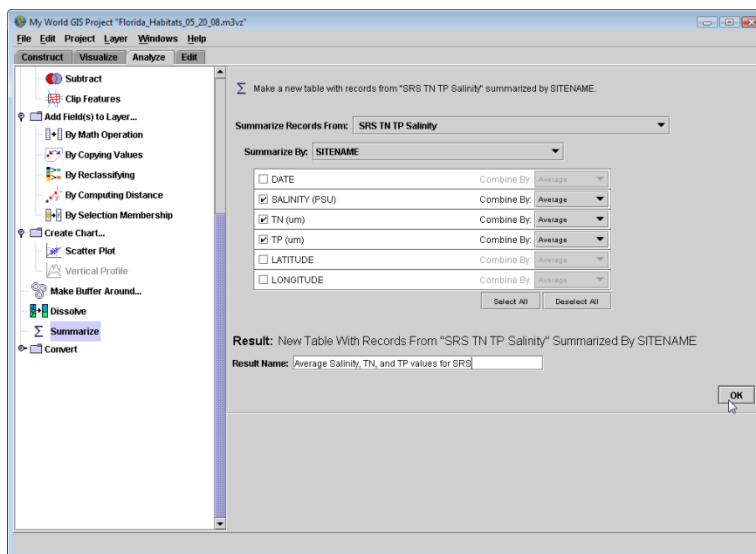 My World GIS Project "Florida_Habitats_05_20_08.m3vz"
File Edit Project Layer Windows Help
Construct Visualize Analyze Edit
Subtract
Clip Features
Add Field(s) to Layer...
By Math Operation
By Copying Values
By Reclassifying
By Computing Distance
By Selection Membership
Create Chart...
Scatter Plot
Vertical Profile
Make Buffer Around...
Dissolve
Σ Summarize
Convert
Σ Make a new table with records from "SRS TN TP Salinity" summarized by SITENAME.
Summarize Records From: SRS TN TP Salinity
Summarize By: SITENAME
DATE Combine By: Average
SALINITY (PSU) Combine By: Average
TN (um) Combine By: Average
TP (um) Combine By: Average
LATITUDE Combine By: Average
LONGITUDE Combine By: Average
Select All Deselect All
Result: New Table With Records From "SRS TN TP Salinity" Summarized By SITENAME
Result Name: Average Salinity, TN, and TP values for SRS
OK